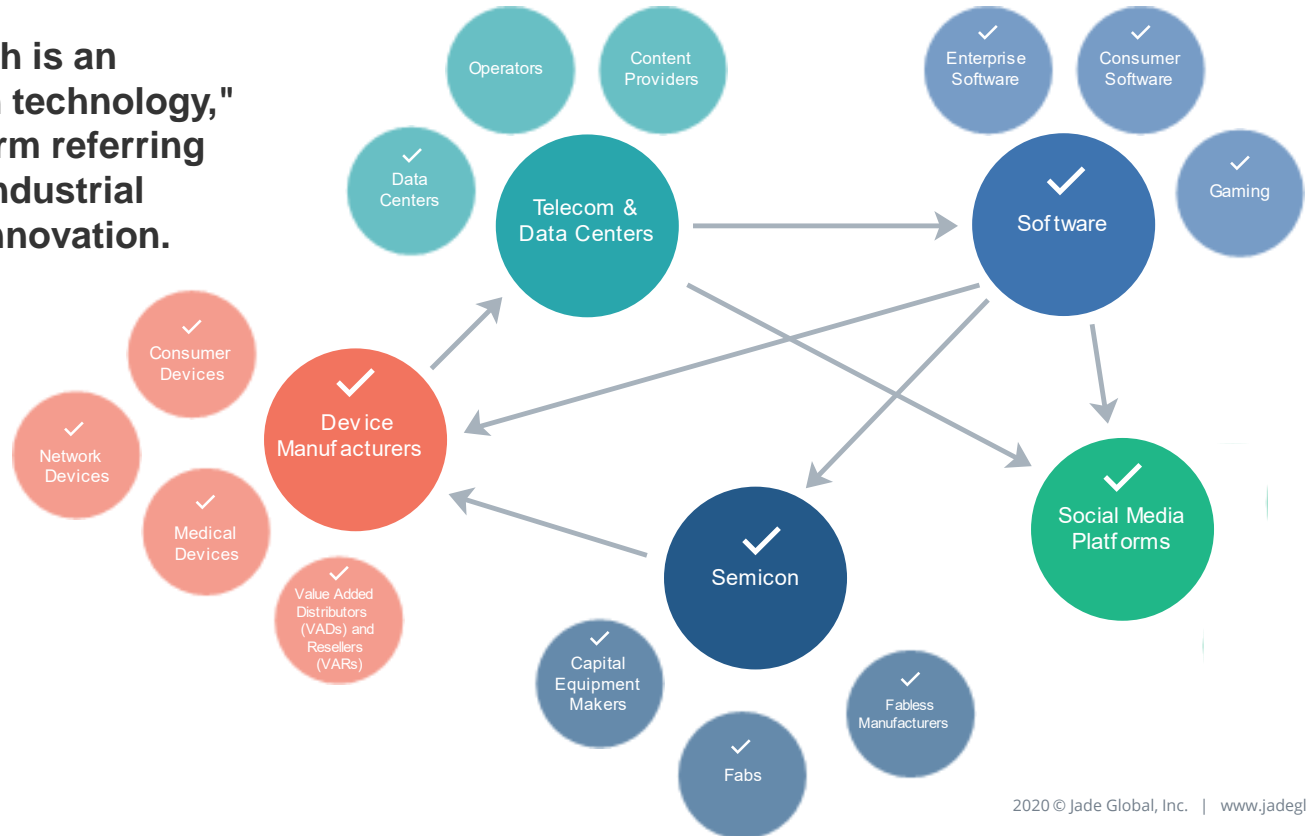 h is an
technology,"
rm referring
ndustrial
nnovation.
Operators
Content
Providers
Data
Centers
Telecom &
Data Centers
Enterprise
Software
Consumer
Software
Gaming
Software
Consumer
Devices
Network
Devices
Medical
Devices
Value Added
Distributors
(VADs) and
Resellers
(VARs)
Device
Manufacturers
Semicon
Capital
Equipment
Makers
Fabs
Fabless
Manufacturers
Social Media
Platforms
2020 © Jade Global, Inc. | www.jadegl